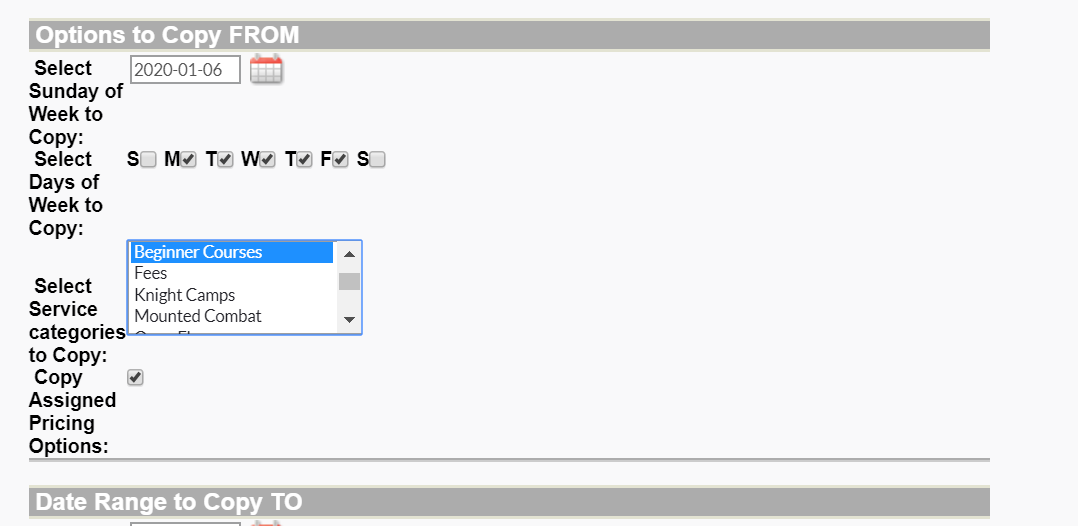 Options to Copy FROM
Select Sunday of Week to Copy:
2020-01-06
Select Days of Week to Copy:
S M T W T F S
Select Service categories to Copy:
Beginner Courses
Fees
Knight Camps
Mounted Combat
Copy Assigned Pricing Options:
Date Range to Copy TO